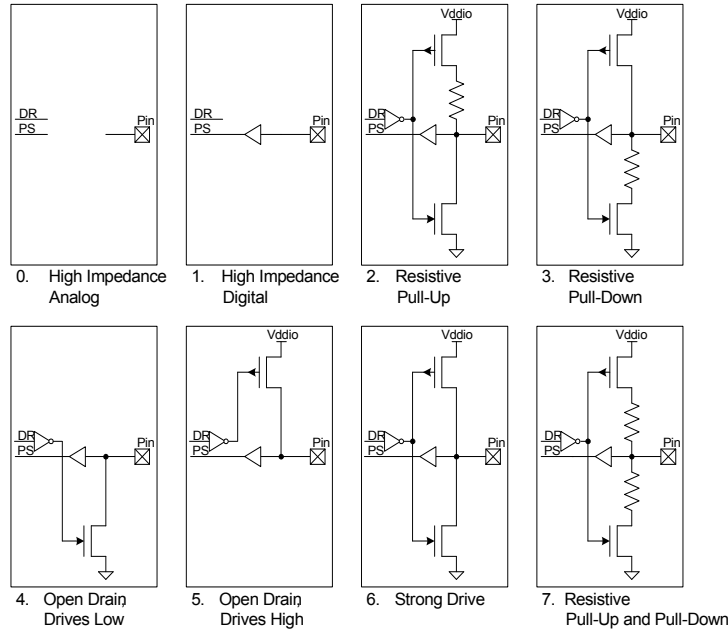 Vddio
Vddio
DR
PS
Pin
DR
PS
Pin
DR
PS
Pin
DR
PS
Pin
0. High Impedance
Analog
1. High Impedance
Digital
2. Resistive
Pull-Up
3. Resistive
Pull-Down
Vddio
Vddio
Vddio
DR
PS
Pin
DR
PS
Pin
DR
PS
Pin
DR
PS
Pin
4. Open Drain,
Drives Low
5. Open Drain,
Drives High
6. Strong Drive
7. Resistive
Pull-Up and Pull-Down